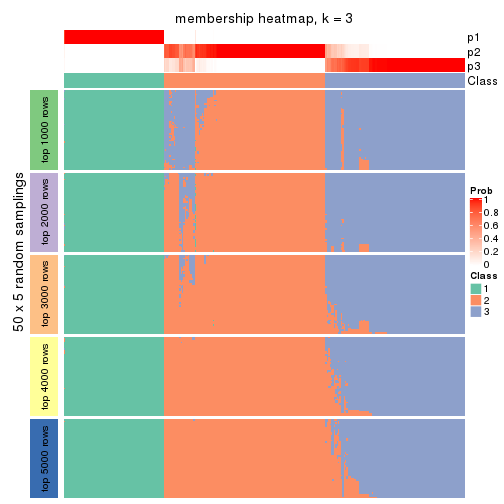 membership heatmap, k = 3
p1
p2
p3
Class
50 x 5 random samplings
top 1000 rows
top 2000 rows
top 3000 rows
top 4000 rows
top 5000 rows
Prob
1
0.8
0.6
0.4
0.2
0
Class
1
2
3